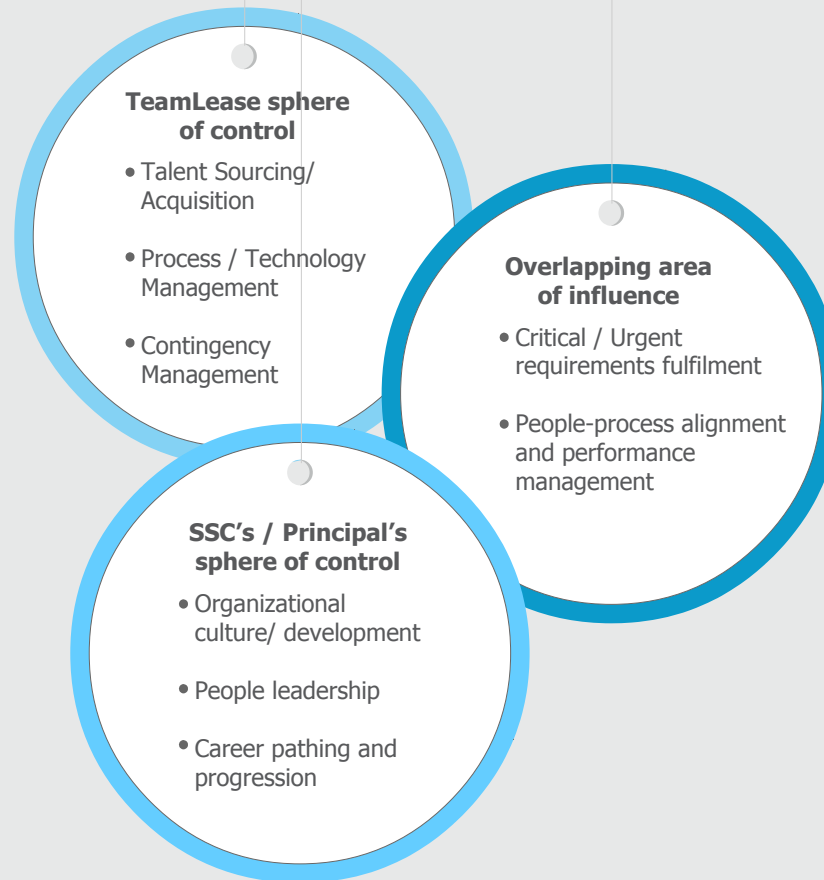 TeamLease sphere
of control
• Talent Sourcing/
Acquisition
• Process / Technology
Management
• Contingency
Management
Overlapping area
of influence
• Critical / Urgent
requirements fulfilment
• People-process alignment
and performance
management
SSC’s / Principal’s
sphere of control
• Organizational
culture/ development
• People leadership
• Career pathing and
progression